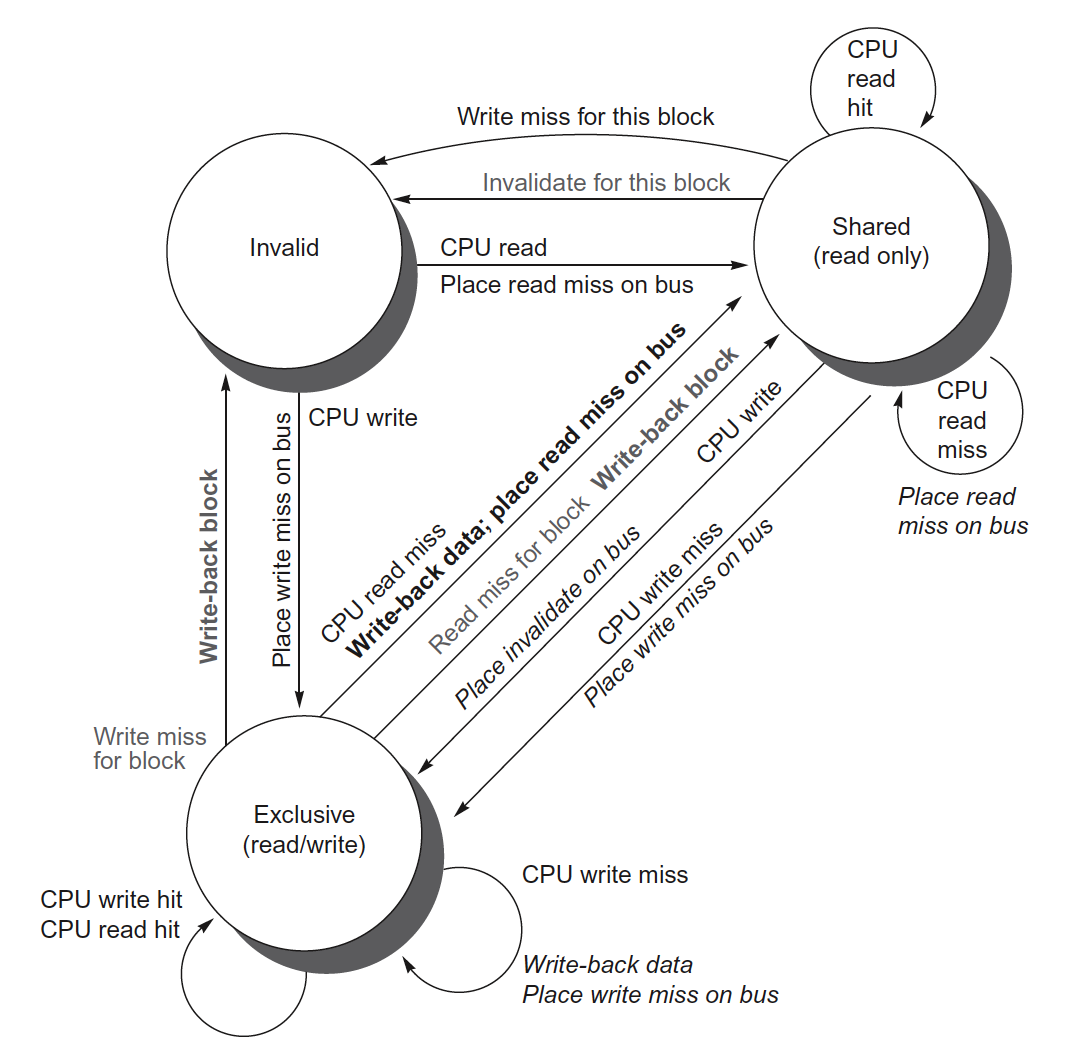 CPU
read
hit
Write miss for this block
Invalidate for this block
Invalid
Shared
(read only)
CPU read
Place read miss on bus
CPU
read
miss
Place read
miss on bus
CPU write
Place write miss on bus
Write-back block
CPU read miss
Write-back data; place read miss on bus
Read miss for block Write-back block
CPU write
Place invalidate on bus
CPU write miss
Place write miss on bus
Write miss
for block
Exclusive
(read/write)
CPU write hit
CPU read hit
CPU write miss
Write-back data
Place write miss on bus